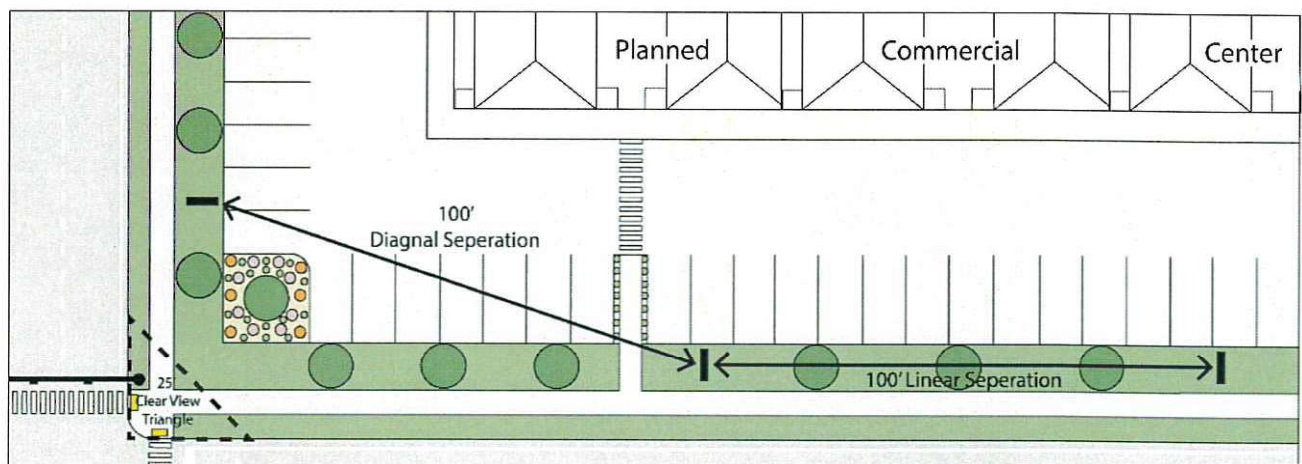 Planned Commercial Center
100'
Diagnal Seperation
100' Linear Seperation
25
Clear View
Triangle